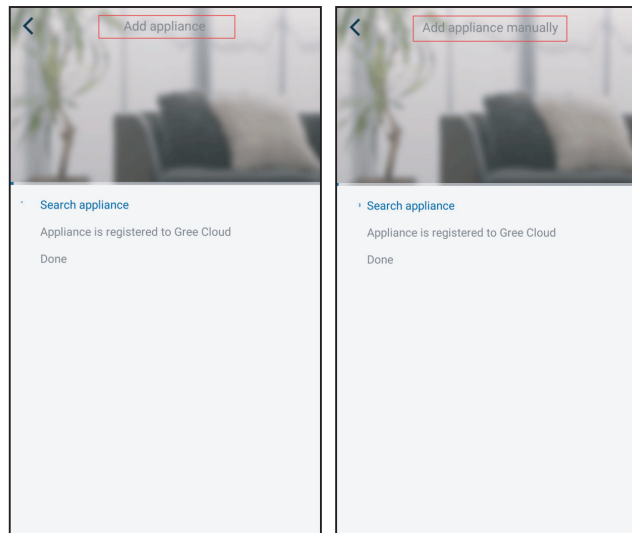 Add appliance
Search appliance
Appliance is registered to Gree Cloud
Done
Add appliance manually
Search appliance
Appliance is registered to Gree Cloud
Done